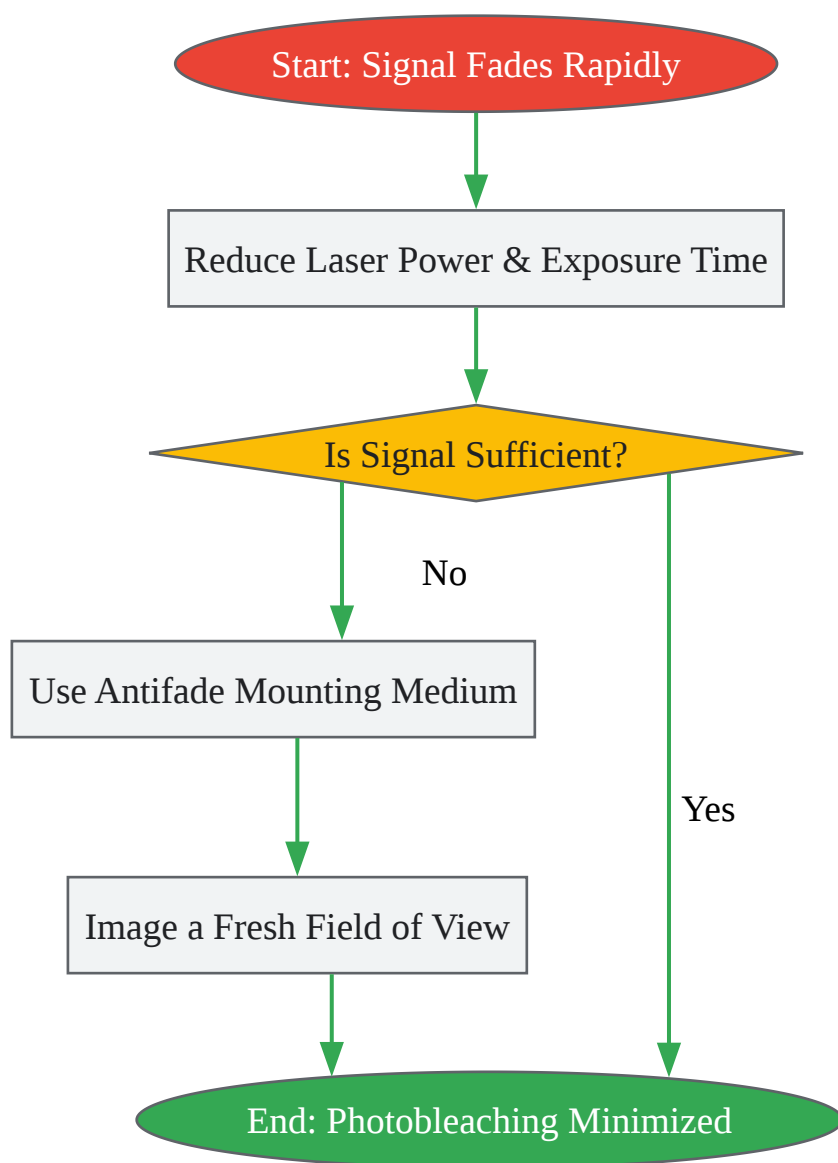 Start: Signal Fades Rapidly
Reduce Laser Power & Exposure Time
Is Signal Sufficient?
No
Use Antifade Mounting Medium
Yes
Image a Fresh Field of View
End: Photobleaching Minimized